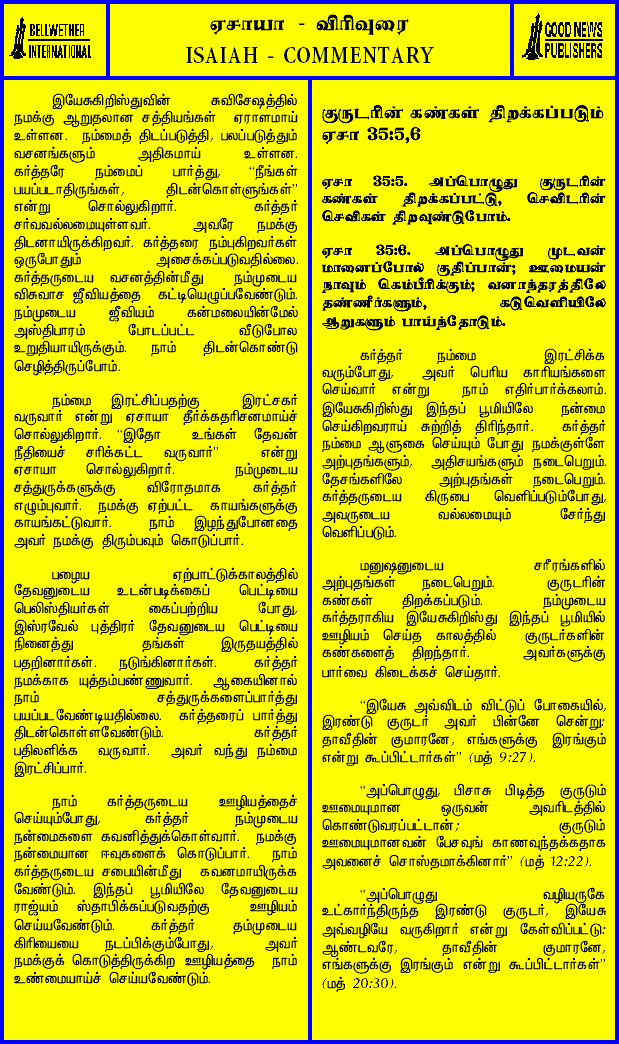 BELLWETHER
INTERNATIONAL
ஏசாயா - விரிவுரை
ISAIAH - COMMENTARY
GOOD NEWS
PUBLISHERS
இயேசுகிறிஸ்துவின் சுவிசேஷத்தில்
நமக்கு ஆறுதலான சத்தியங்கள் ஏராளமாய்
உள்ளன. நம்மைத் திடப்படுத்தி, பலப்படுத்தும்
வசனங்களும் அதிகமாய் உள்ளன.
கர்த்தரே நம்மைப் பார்த்து, “நீங்கள்
பயப்படாதிருங்கள், திடன்கொள்ளுங்கள்”
என்று சொல்லுகிறார். கர்த்தர்
சர்வவல்லமையுள்ளவர். அவரே நமக்கு
திடனாயிருக்கிறவர். கர்த்தரை நம்புகிறவர்கள்
ஒருபோதும் அசைக்கப்படுவதில்லை.
கர்த்தருடைய வசனத்தின்மீது நம்முடைய
விசுவாச ஜீவியத்தை கட்டியெழுப்பவேண்டும்.
நம்முடைய ஜீவியம் கன்மலையின்மேல்
அஸ்திபாரம் போடப்பட்ட வீடுபோல
உறுதியாயிருக்கும். நாம் திடன்கொண்டு
செழித்திருப்போம்.
நம்மை இரட்சிப்பதற்கு இரட்சகர்
வருவார் என்று ஏசாயா தீர்க்கதரிசனமாய்ச்
சொல்லுகிறார். “இதோ உங்கள் தேவன்
நீதியைச் சரிக்கட்ட வருவார்” என்று
ஏசாயா சொல்லுகிறார். நம்முடைய
சத்துருக்களுக்கு விரோதமாக கர்த்தர்
எழும்புவார். நமக்கு ஏற்பட்ட காயங்களுக்கு
காயங்கட்டுவார். நாம் இழந்துபோனதை
அவர் நமக்கு திரும்பவும் கொடுப்பார்.
பழைய ஏற்பாட்டுக்காலத்தில்
தேவனுடைய உடன்படிக்கைப் பெட்டியை
பெலிஸ்தியர்கள் கைப்பற்றிய போது,
இஸ்ரவேல் புத்திரர் தேவனுடைய பெட்டியை
நினைத்து தங்கள் இருதயத்தில்
பதறினார்கள். நடுங்கினார்கள். கர்த்தர்
நமக்காக யுத்தம்பண்ணுவார். ஆகையினால்
நாம் சத்துருக்களைப்பார்த்து
பயப்படவேண்டியதில்லை. கர்த்தரைப் பார்த்து
திடன்கொள்ளவேண்டும். கர்த்தர்
பதிலளிக்க வருவார். அவர் வந்து நம்மை
இரட்சிப்பார்.
நாம் கர்த்தருடைய ஊழியத்தைச்
செய்யும்போது, கர்த்தர் நம்முடைய
நன்மைகளை கவனித்துக்கொள்வார். நமக்கு
நன்மையான ஈவுகளைக் கொடுப்பார். நாம்
கர்த்தருடைய சபையின்மீது கவனமாயிருக்க
வேண்டும். இந்தப் பூமியிலே தேவனுடைய
ராஜ்யம் ஸ்தாபிக்கப்படுவதற்கு ஊழியம்
செய்யவேண்டும். கர்த்தர் தம்முடைய
கிரியையை நடப்பிக்கும்போது, அவர்
நமக்குக் கொடுத்திருக்கிற ஊழியத்தை நாம்
உண்மையாய்ச் செய்யவேண்டும்.
குருடரின் கண்கள் திறக்கப்படும்
ஏசா 35:5,6
ஏசா 35:5. அப்பொழுது குருடரின்
கண்கள் திறக்கப்பட்டு, செவிடரின்
செவிகள் திறவுண்டுபோம்.
ஏசா 35:6. அப்பொழுது முடவன்
மானைப்போல் குதிப்பான்; ஊமையன்
நாவும் கெம்பீரிக்கும்; வனாந்தரத்திலே
தண்ணீர்களும், கடுவெளியிலே
ஆறுகளும் பாய்ந்தோடும்.
கர்த்தர் நம்மை இரட்சிக்க
வரும்போது, அவர் பெரிய காரியங்களை
செய்வார் என்று நாம் எதிர்பார்க்கலாம்.
இயேசுகிறிஸ்து இந்தப் பூமியிலே நன்மை
செய்கிறவராய் சுற்றித் திரிந்தார். கர்த்தர்
நம்மை ஆளுகை செய்யும் போது நமக்குள்ளே
அற்புதங்களும், அதிசயங்களும் நடைபெறும்.
தேசங்களிலே அற்புதங்கள் நடைபெறும்.
கர்த்தருடைய கிருபை வெளிப்படும்போது,
அவருடைய வல்லமையும் சேர்ந்து
வெளிப்படும்.
மனுஷனுடைய சரீரங்களில்
அற்புதங்கள் நடைபெறும். குருடரின்
கண்கள் திறக்கப்படும். நம்முடைய
கர்த்தராகிய இயேசுகிறிஸ்து இந்தப் பூமியில்
ஊழியம் செய்த காலத்தில் குருடர்களின்
கண்களைத் திறந்தார். அவர்களுக்கு
பார்வை கிடைக்கச் செய்தார்.
“இயேசு அவ்விடம் விட்டுப் போகையில்,
இரண்டு குருடர் அவர் பின்னே சென்று:
தாவீதின் குமாரனே, எங்களுக்கு இரங்கும்
என்று கூப்பிட்டார்கள்” (மத் 9:27).
“அப்பொழுது, பிசாசு பிடித்த குருடும்
ஊமையுமான ஒருவன் அவரிடத்தில்
கொண்டுவரப்பட்டான்; குருடும்
ஊமையுமானவன் பேசவுங் காணவுந்தக்கதாக
அவனைச் சொஸ்தமாக்கினார்” (மத் 12:22).
“அப்பொழுது வழியருகே
உட்கார்ந்திருந்த இரண்டு குருடர், இயேசு
அவ்வழியே வருகிறார் என்று கேள்விப்பட்டு:
ஆண்டவரே, தாவீதின் குமாரனே,
எங்களுக்கு இரங்கும் என்று கூப்பிட்டார்கள்”
(மத் 20:30).